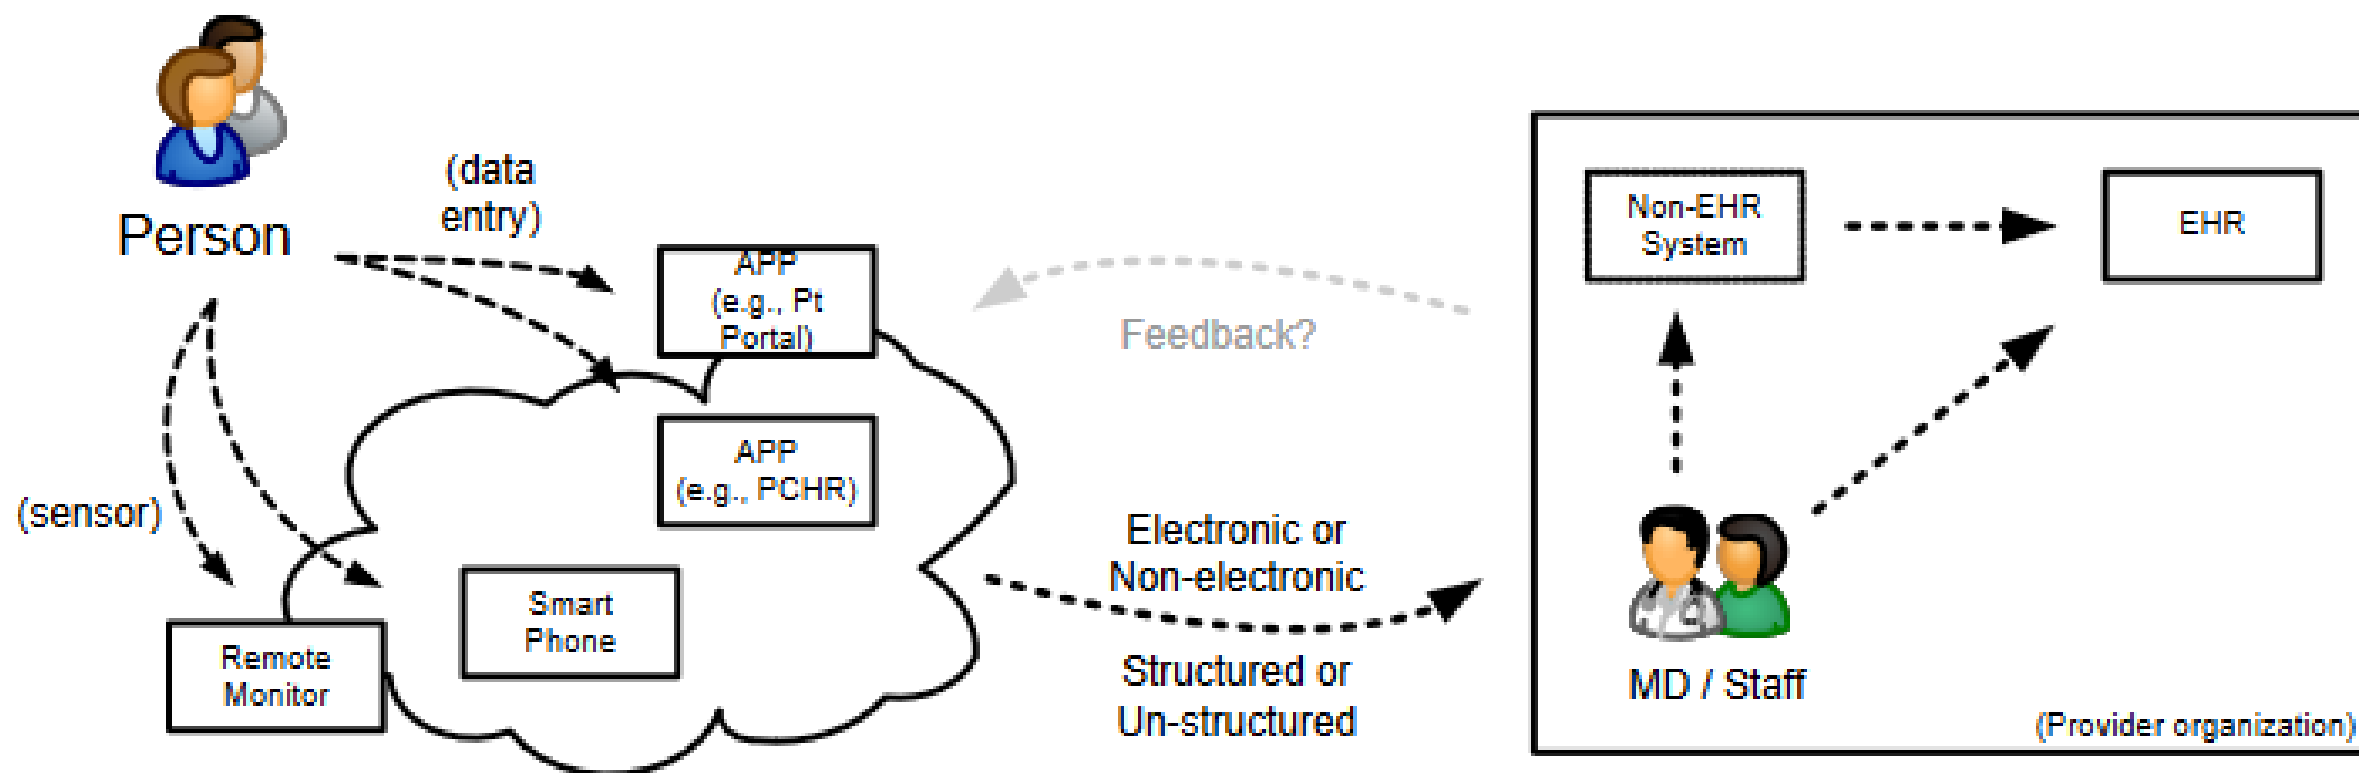 Person
(data
entry)
(sensor)
APP
(e.g., Pt
Portal)
APP
(e.g., PCHR)
Smart
Phone
Remote
Monitor
Feedback?
Electronic or
Non-electronic
Structured or
Un-structured
Non-EHR
System
EHR
MD / Staff
(Provider organization)